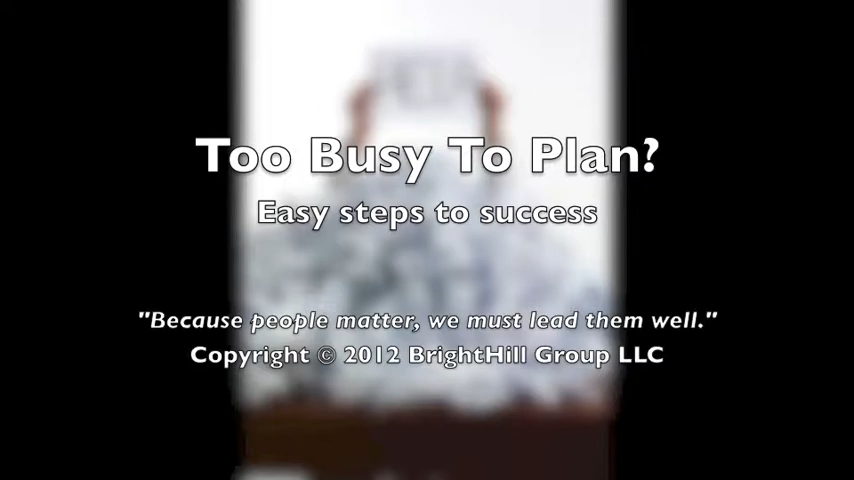 Too Busy To Plan?
Easy steps to success
"Because people matter, we must lead them well."
Copyright © 2012 BrightHill Group LLC